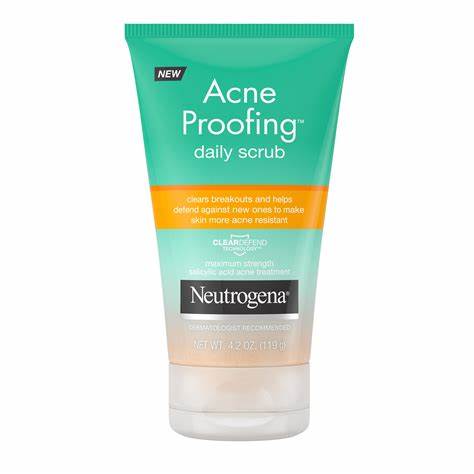 NEW
Acne
Proofing™
daily scrub
clears breakouts and helps
defend against new ones to make
skin more acne resistant
CLEARDEFEND
TECHNOLOGY™
maximum strength
salicylic acid acne treatment
Neutrogena®
DERMATOLOGIST RECOMMENDED
NET WT. 4.2 OZ. (119 g)